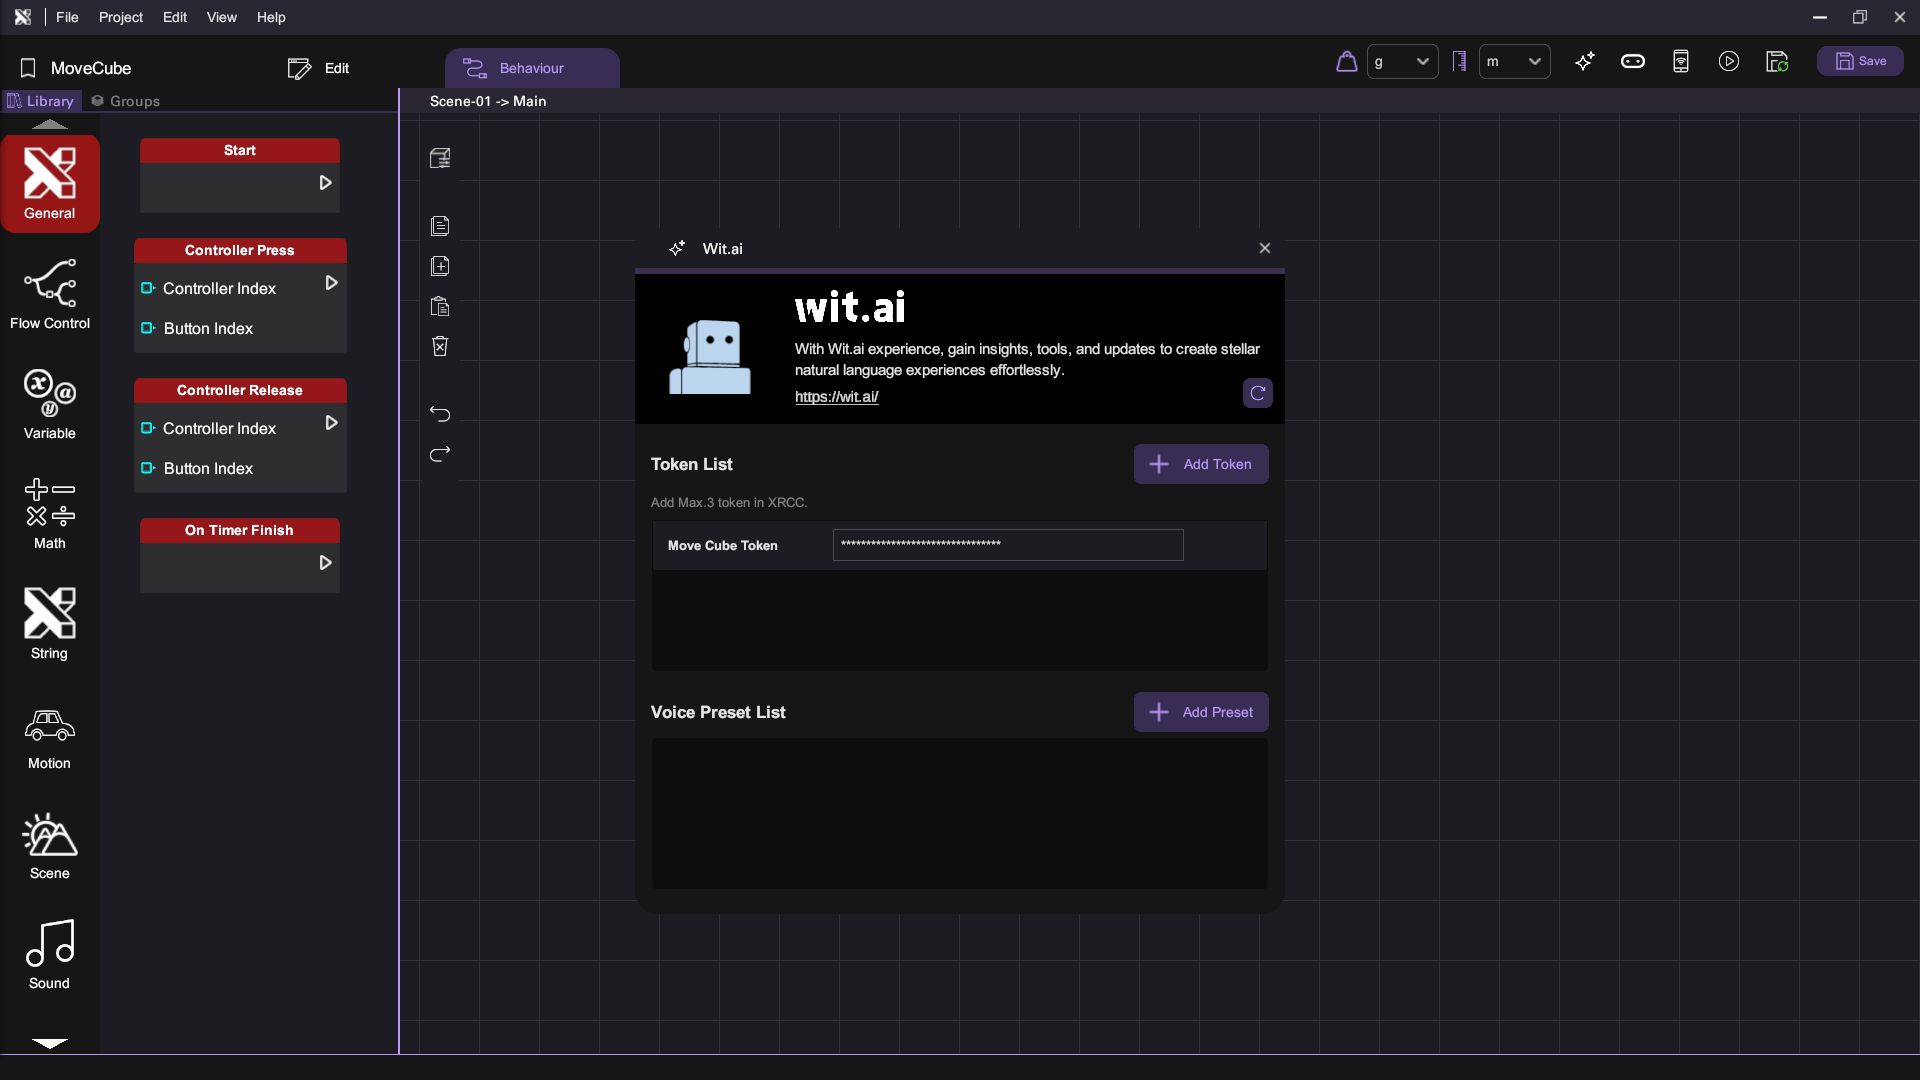 File Project Edit View Help
MoveCube
Edit
Behaviour
g
m
Save
Library
Groups
Scene-01 -> Main
General
Flow Control
Variable
Math
String
Motion
Scene
Sound
Start
Controller Press
Controller Index
Button Index
Controller Release
Controller Index
Button Index
On Timer Finish
Wit.ai
wit.ai
With Wit.ai experience, gain insights, tools, and updates to create stellar
natural language experiences effortlessly.
https://wit.ai/
Token List
Add Token
Add Max.3 token in XRCC.
Move Cube Token
********************************
Voice Preset List
Add Preset